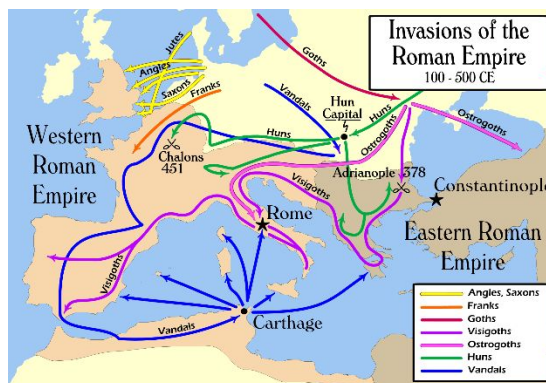 Invasions of the
Roman Empire
100 - 500 CE
Jutes
Angles
Saxons
Franks
Goths
Vandals
Hun
Capital
Huns
Ostrogoths
Huns
Ostrogoths
Western
Roman
Empire
Chalons
451
Adrianople 378
Visigoths
Constantinople
Rome
Eastern Roman
Empire
Visigoths
Vandals
Carthage
Angles, Saxons
Franks
Goths
Visigoths
Ostrogoths
Huns
Vandals